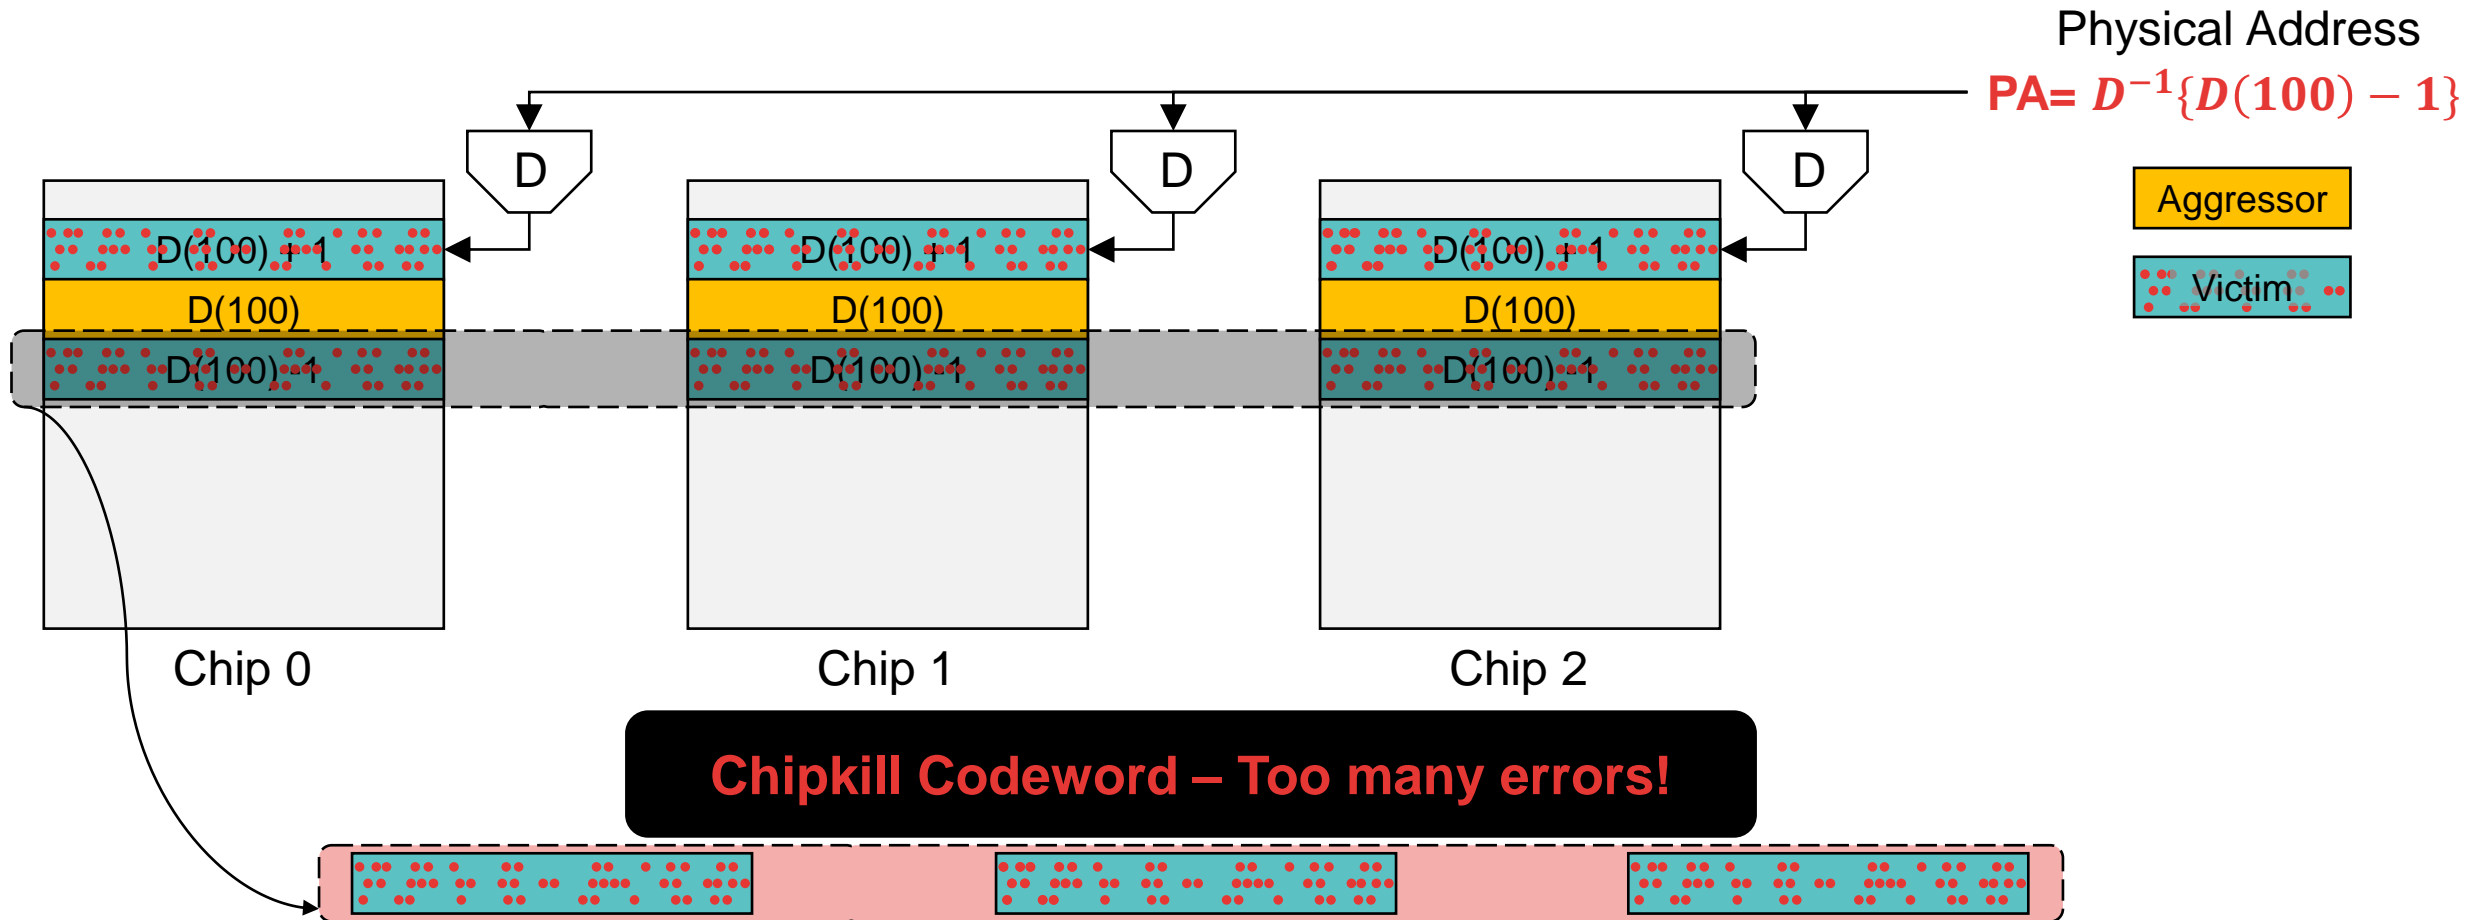 Physical Address
PA= D⁻¹{D(100) − 1}
D D D
Aggressor
Victim
D(100) + 1 D(100) + 1 D(100) + 1
D(100) D(100) D(100)
D(100) -1 D(100) -1 D(100) -1
Chip 0 Chip 1 Chip 2
Chipkill Codeword – Too many errors!